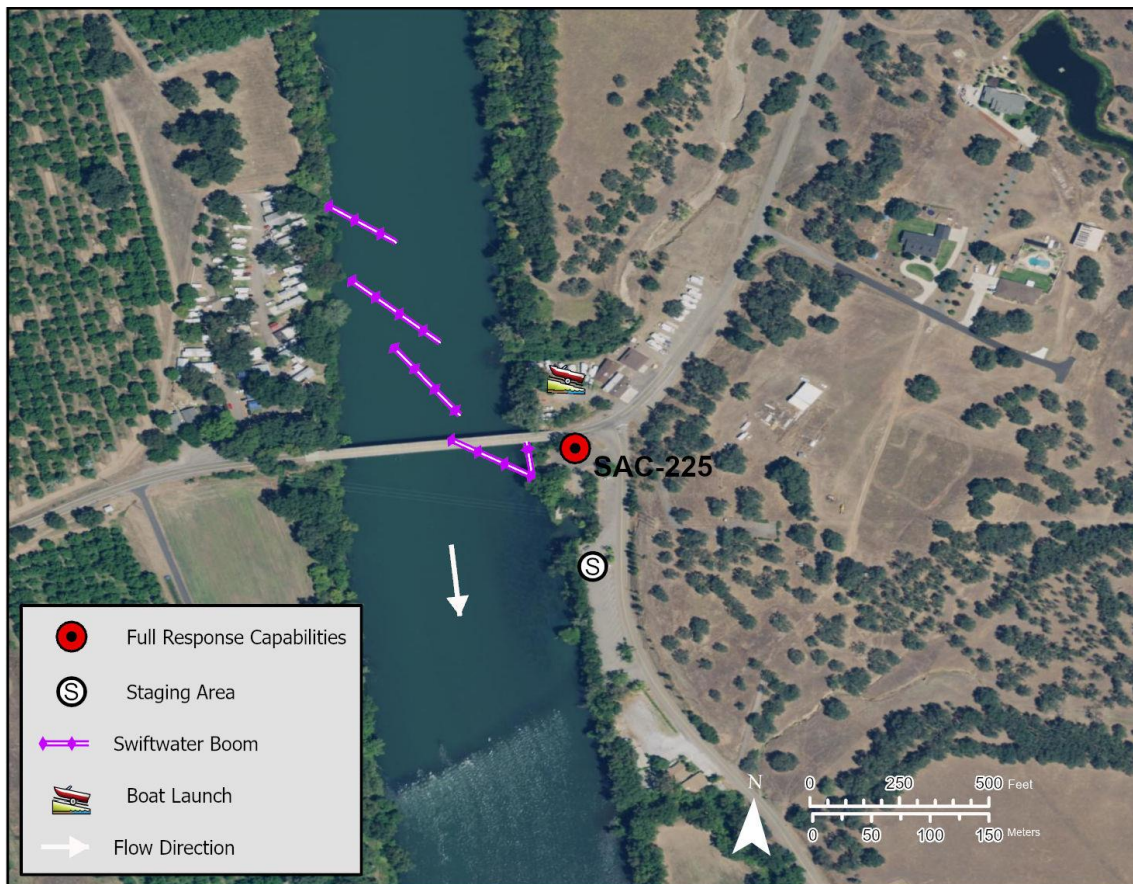 SAC-225
S
Full Response Capabilities
S Staging Area
Swiftwater Boom
Boat Launch
Flow Direction
N
0 250 500 Feet
0 50 100 150 Meters